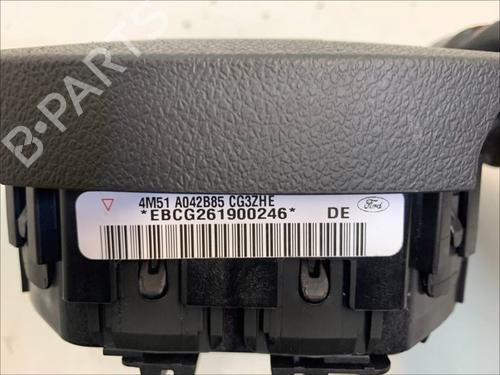 B-PARTS
4M51 A042B85 CG3ZHE
*EBCG261900246* DE Ford